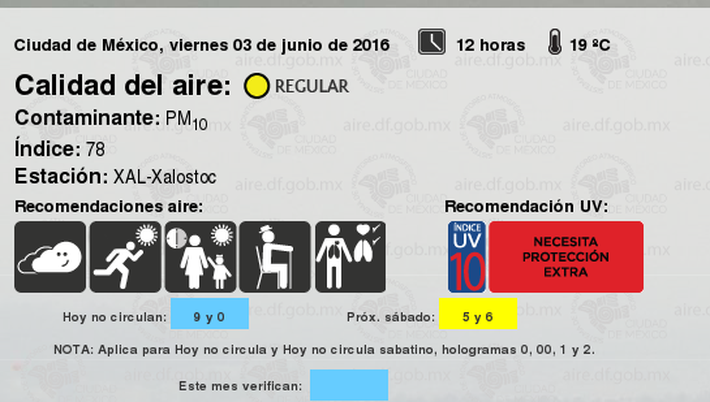 Ciudad de México, viernes 03 de junio de 2016 12 horas 19 ºC
Calidad del aire: REGULAR
Contaminante: PM10
Índice: 78
Estación: XAL-Xalostoc
Recomendaciones aire: Recomendación UV:
ÍNDICE
UV
10
NECESITA
PROTECCIÓN
EXTRA
Hoy no circulan: 9 y 0 Próx. sábado: 5 y 6
NOTA: Aplica para Hoy no circula y Hoy no circula sabatino, hologramas 0, 00, 1 y 2.
Este mes verifican:
aire.df.gob.mx
CIUDAD
DE MÉXICO